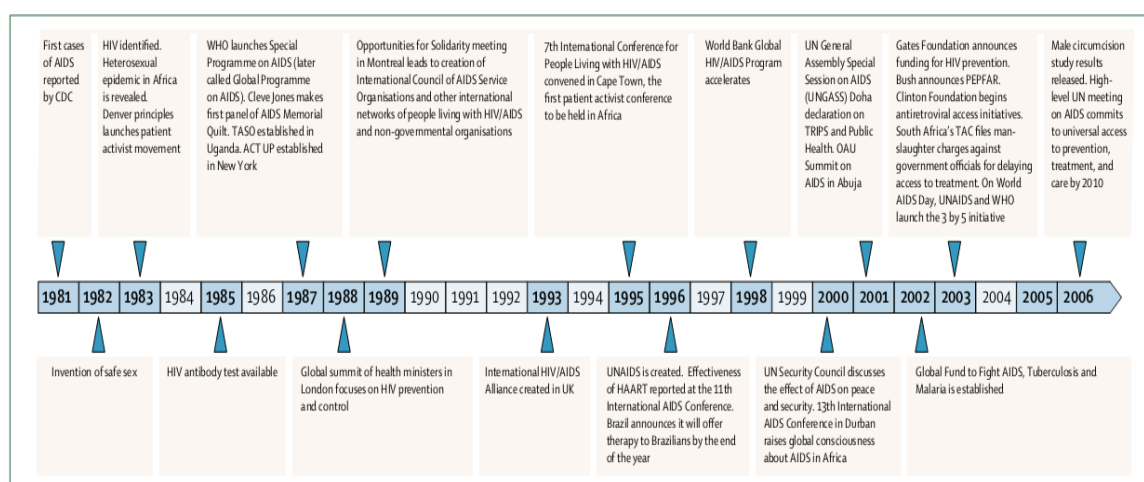 First cases
of AIDS
reported
by CDC
HIV identified.
Heterosexual
epidemic in Africa
is revealed.
Denver principles
launches patient
activist movement
WHO launches Special
Programme on AIDS (later
called Global Programme
on AIDS). Cleve Jones makes
first panel of AIDS Memorial
Quilt. TASO established in
Uganda. ACT UP established
in New York
Opportunities for Solidarity meeting
in Montreal leads to creation of
International Council of AIDS Service
Organisations and other international
networks of people living with HIV/AIDS
and non-governmental organisations
7th International Conference for
People Living with HIV/AIDS
convened in Cape Town, the
first patient activist conference
to be held in Africa
World Bank Global
HIV/AIDS Program
accelerates
UN General
Assembly Special
Session on AIDS
(UNGASS) Doha
declaration on
TRIPS and Public
Health. OAU
Summit on
AIDS in Abuja
Gates Foundation announces
funding for HIV prevention.
Bush announces PEPFAR.
Clinton Foundation begins
antiretroviral access initiatives.
South Africa's TAC files man-
slaughter charges against
government officials for delaying
access to treatment. On World
AIDS Day, UNAIDS and WHO
launch the 3 by 5 initiative
Male circumcision
study results
released. High-
level UN meeting
on AIDS commits
to universal access
to prevention,
treatment, and
care by 2010
1981 1982 1983 1984 1985 1986 1987 1988 1989 1990 1991 1992 1993 1994 1995 1996 1997 1998 1999 2000 2001 2002 2003 2004 2005 2006
Invention of safe sex
HIV antibody test available
Global summit of health ministers in
London focuses on HIV prevention
and control
International HIV/AIDS
Alliance created in UK
UNAIDS is created. Effectiveness
of HAART reported at the 11th
International AIDS Conference.
Brazil announces it will offer
therapy to Brazilians by the end
of the year
UN Security Council discusses
the effect of AIDS on peace
and security. 13th International
AIDS Conference in Durban
raises global consciousness
about AIDS in Africa
Global Fund to Fight AIDS, Tuberculosis and
Malaria is established